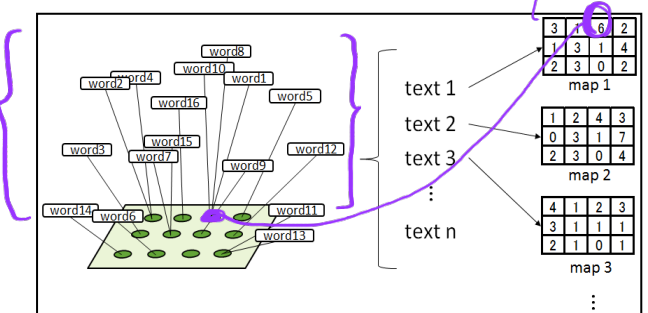 word8
word10
word4
word2
word1
word16
word5
word15
word3
word7
word12
word9
word14
word6
word11
word13
text 1
text 2
text 3
⋮
text n
3 1 6 2
1 3 1 4
2 3 0 2
map 1
1 2 4 3
0 3 1 7
2 3 0 4
map 2
4 1 2 3
3 1 1 1
2 1 0 1
map 3
⋮